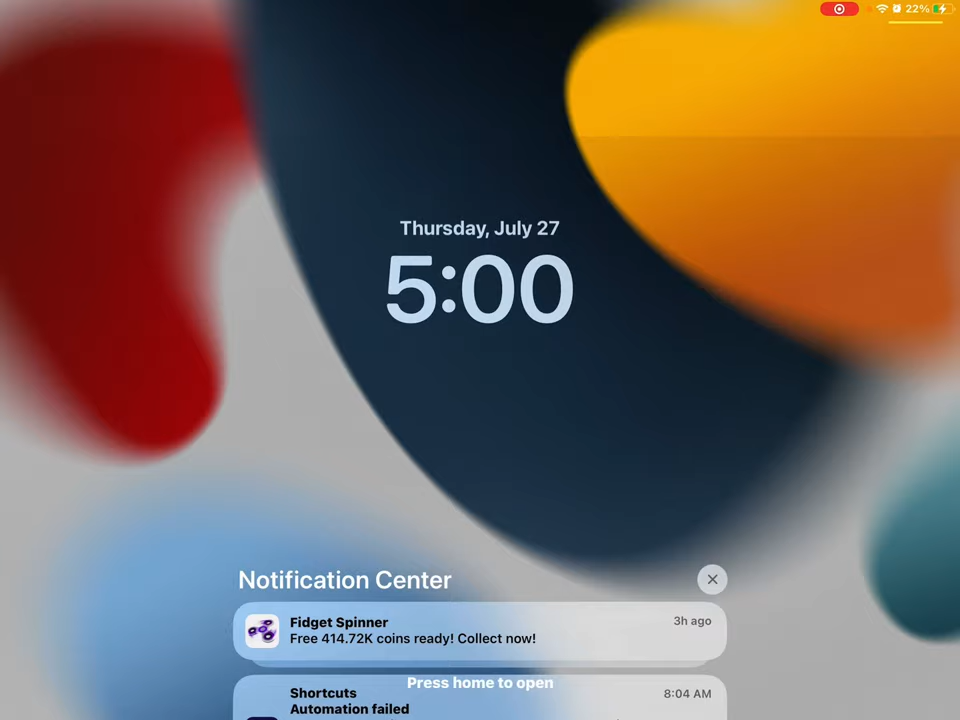 22%
Thursday, July 27
5:00
Notification Center
Fidget Spinner
3h ago
Free 414.72K coins ready! Collect now!
Press home to open
Shortcuts
8:04 AM
Automation failed